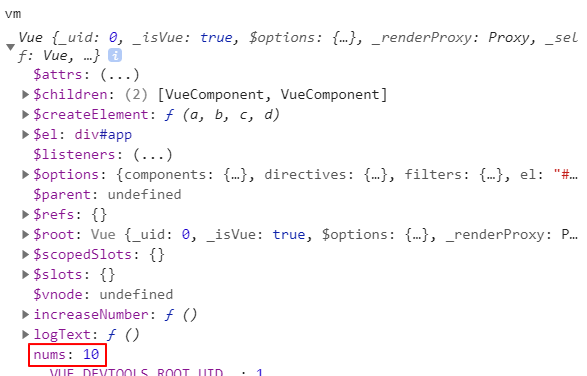 vm
Vue {_uid: 0, _isVue: true, $options: {…}, _renderProxy: Proxy, _sel
f: Vue, …} i
$attrs: (...)
$children: (2) [VueComponent, VueComponent]
$createElement: ƒ (a, b, c, d)
$el: div#app
$listeners: (...)
$options: {components: {…}, directives: {…}, filters: {…}, el: "#…
$parent: undefined
$refs: {}
$root: Vue {_uid: 0, _isVue: true, $options: {…}, _renderProxy: P…
$scopedSlots: {}
$slots: {}
$vnode: undefined
increaseNumber: ƒ ()
logText: ƒ ()
nums: 10
VUE_DEVTOOLS_ROOT_UID : 1